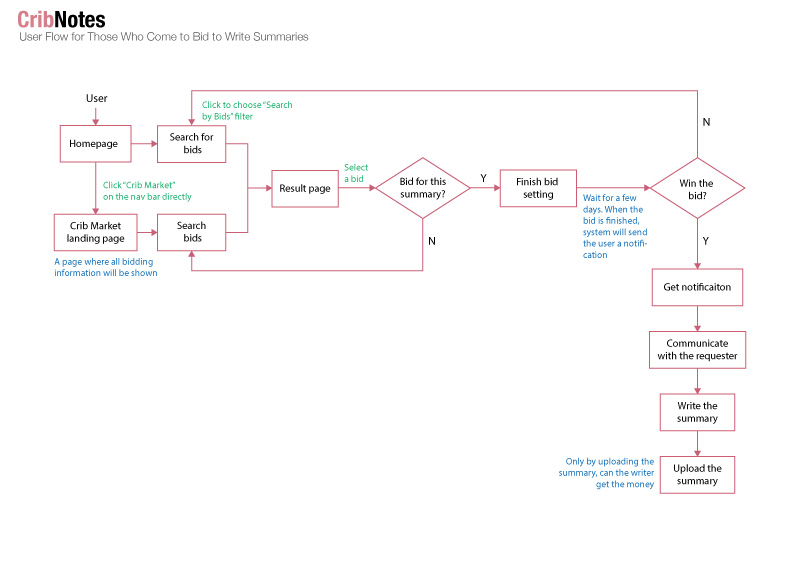 CribNotes
User Flow for Those Who Come to Bid to Write Summaries
User
Click to choose "Search
by Bids" filter
N
Homepage
Search for
bids
Click "Crib Market"
on the nav bar directly
Result page
Select
a bid
Bid for this
summary?
Y
Finish bid
setting
Wait for a few
days. When the
bid is finished,
system will send
the user a notifi-
cation
Win the
bid?
Crib Market
landing page
Search
bids
N
Y
A page where all bidding
information will be shown
Get notificaiton
Communicate
with the requester
Write the
summary
Only by uploading the
summary, can the writer
get the money
Upload the
summary